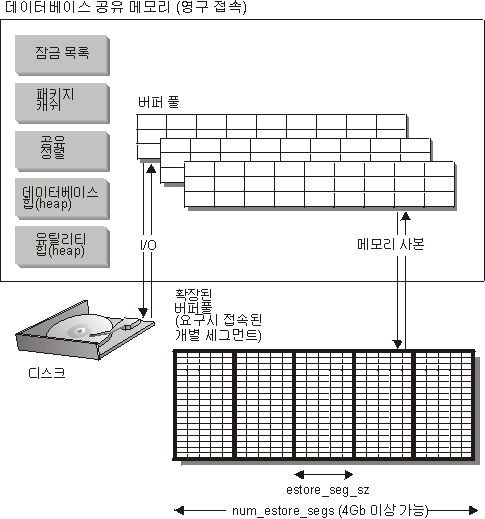 데이터베이스 공유 메모리 (영구 접속)
잠금 목록
패키지
캐쉬
공유
정렬
데이터베이스
힙(heap)
유틸리티
힙(heap)
버퍼 풀
I/O
메모리 사본
디스크
확장된
버퍼풀
(요구시 접속된
개별 세그먼트)
estore_seg_sz
num_estore_segs (4Gb 이상 가능)